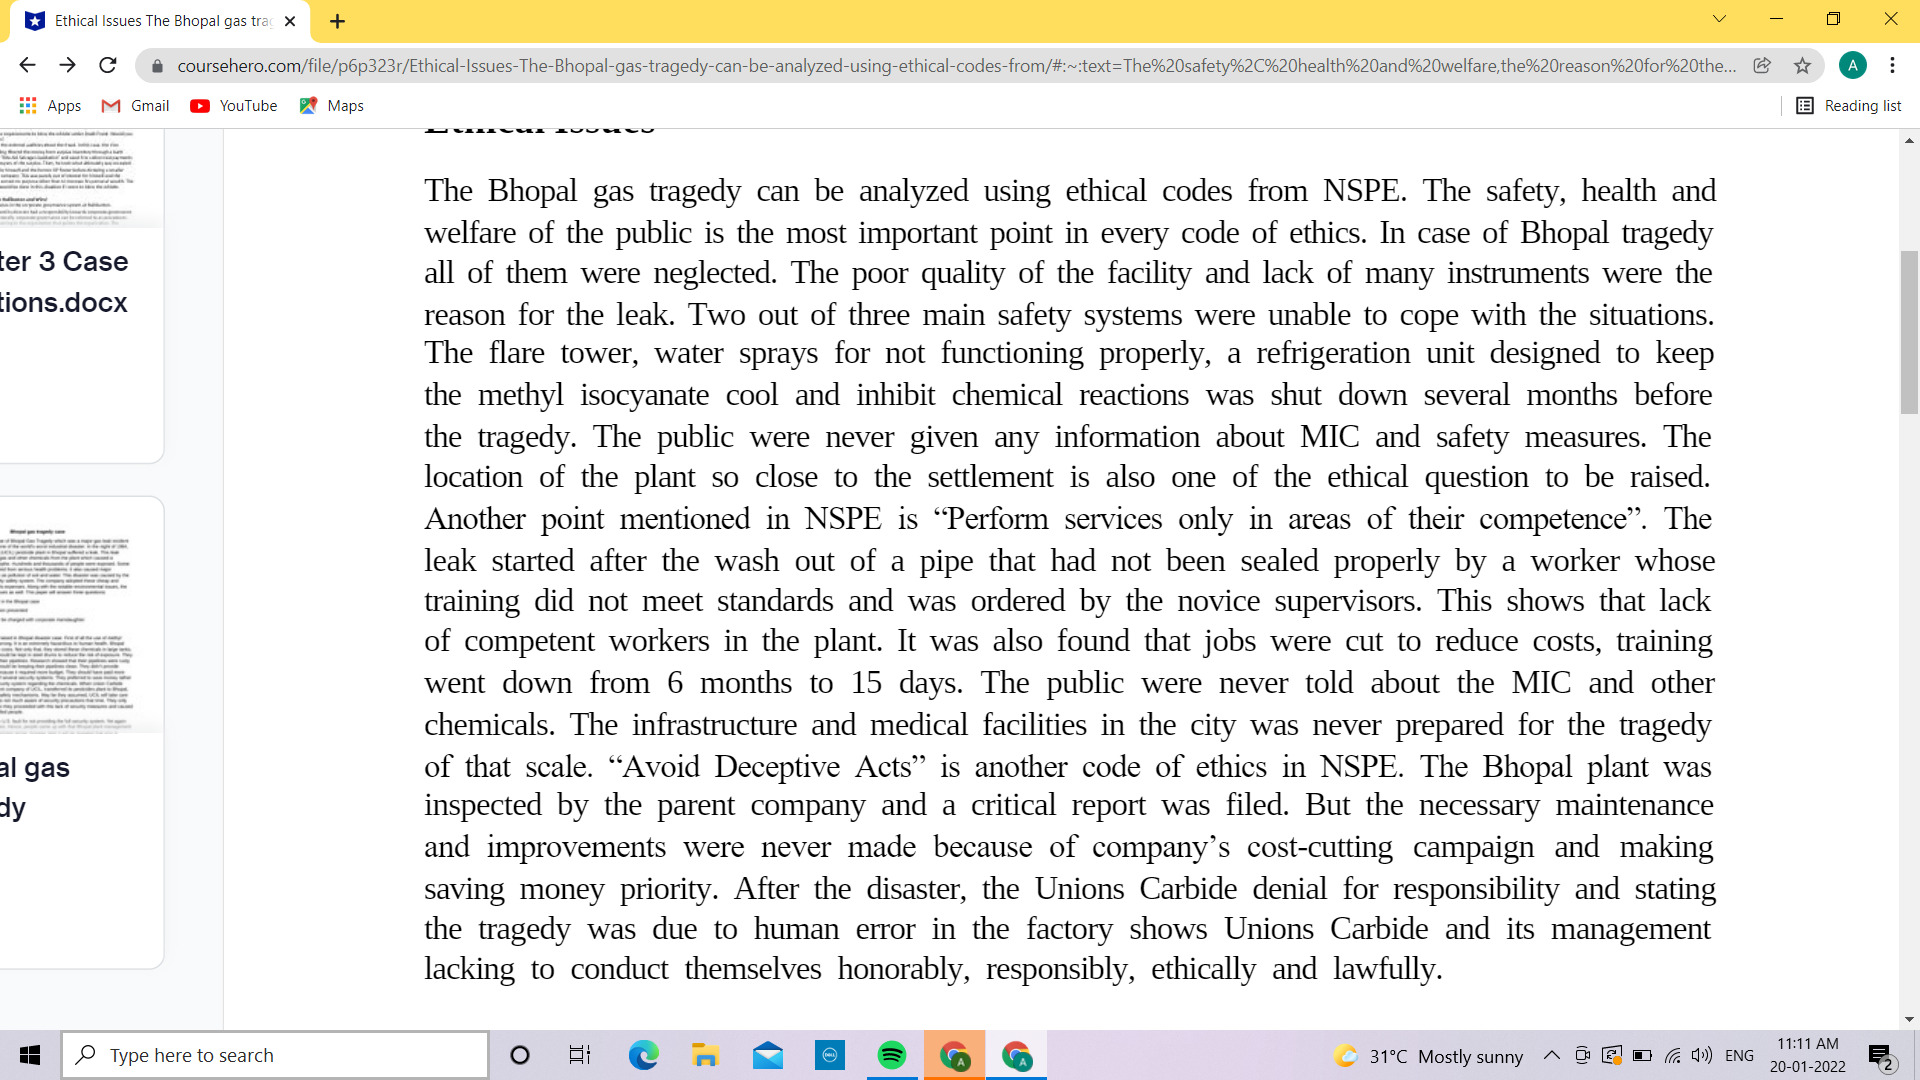 Ethical Issues The Bhopal gas trag
coursehero.com/file/p6p323r/Ethical-Issues-The-Bhopal-gas-tragedy-can-be-analyzed-using-ethical-codes-from/#:~:text=The%20safety%2C%20health%20and%20welfare,the%20reason%20for%20the...
A
Apps Gmail YouTube Maps Reading list
Ethical Issues
The Bhopal gas tragedy can be analyzed using ethical codes from NSPE. The safety, health and
welfare of the public is the most important point in every code of ethics. In case of Bhopal tragedy
all of them were neglected. The poor quality of the facility and lack of many instruments were the
reason for the leak. Two out of three main safety systems were unable to cope with the situations.
The flare tower, water sprays for not functioning properly, a refrigeration unit designed to keep
the methyl isocyanate cool and inhibit chemical reactions was shut down several months before
the tragedy. The public were never given any information about MIC and safety measures. The
location of the plant so close to the settlement is also one of the ethical question to be raised.
Another point mentioned in NSPE is “Perform services only in areas of their competence”. The
leak started after the wash out of a pipe that had not been sealed properly by a worker whose
training did not meet standards and was ordered by the novice supervisors. This shows that lack
of competent workers in the plant. It was also found that jobs were cut to reduce costs, training
went down from 6 months to 15 days. The public were never told about the MIC and other
chemicals. The infrastructure and medical facilities in the city was never prepared for the tragedy
of that scale. “Avoid Deceptive Acts” is another code of ethics in NSPE. The Bhopal plant was
inspected by the parent company and a critical report was filed. But the necessary maintenance
and improvements were never made because of company’s cost-cutting campaign and making
saving money priority. After the disaster, the Unions Carbide denial for responsibility and stating
the tragedy was due to human error in the factory shows Unions Carbide and its management
lacking to conduct themselves honorably, responsibly, ethically and lawfully.
ter 3 Case
tions.docx
Bhopal gas tragedy case
al gas
dy
Type here to search
DELL
A
A
31°C Mostly sunny
ENG
11:11 AM
20-01-2022
2